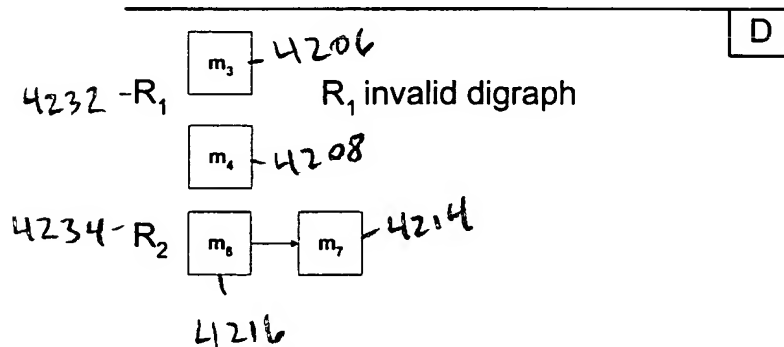 D
m₃ 4206
4232 R₁ R₁ invalid digraph
m₄ 4208
4234 R₂ m₆ m₇ 4214
4216